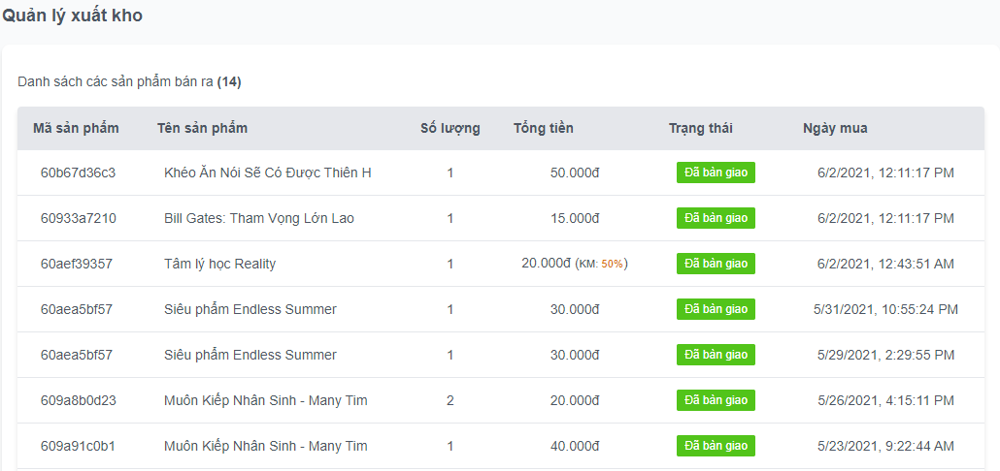 Quản lý xuất kho
Danh sách các sản phẩm bán ra (14)
Mã sản phẩm Tên sản phẩm Số lượng Tổng tiền Trạng thái Ngày mua
60b67d36c3 Khéo Ăn Nói Sẽ Có Được Thiên H 1 50.000đ Đã bàn giao 6/2/2021, 12:11:17 PM
60933a7210 Bill Gates: Tham Vọng Lớn Lao 1 15.000đ Đã bàn giao 6/2/2021, 12:11:17 PM
60aef39357 Tâm lý học Reality 1 20.000đ (KM: 50%) Đã bàn giao 6/2/2021, 12:43:51 AM
60aea5bf57 Siêu phẩm Endless Summer 1 30.000đ Đã bàn giao 5/31/2021, 10:55:24 PM
60aea5bf57 Siêu phẩm Endless Summer 1 30.000đ Đã bàn giao 5/29/2021, 2:29:55 PM
609a8b0d23 Muôn Kiếp Nhân Sinh - Many Tim 2 20.000đ Đã bàn giao 5/26/2021, 4:15:11 PM
609a91c0b1 Muôn Kiếp Nhân Sinh - Many Tim 1 40.000đ Đã bàn giao 5/23/2021, 9:22:44 AM